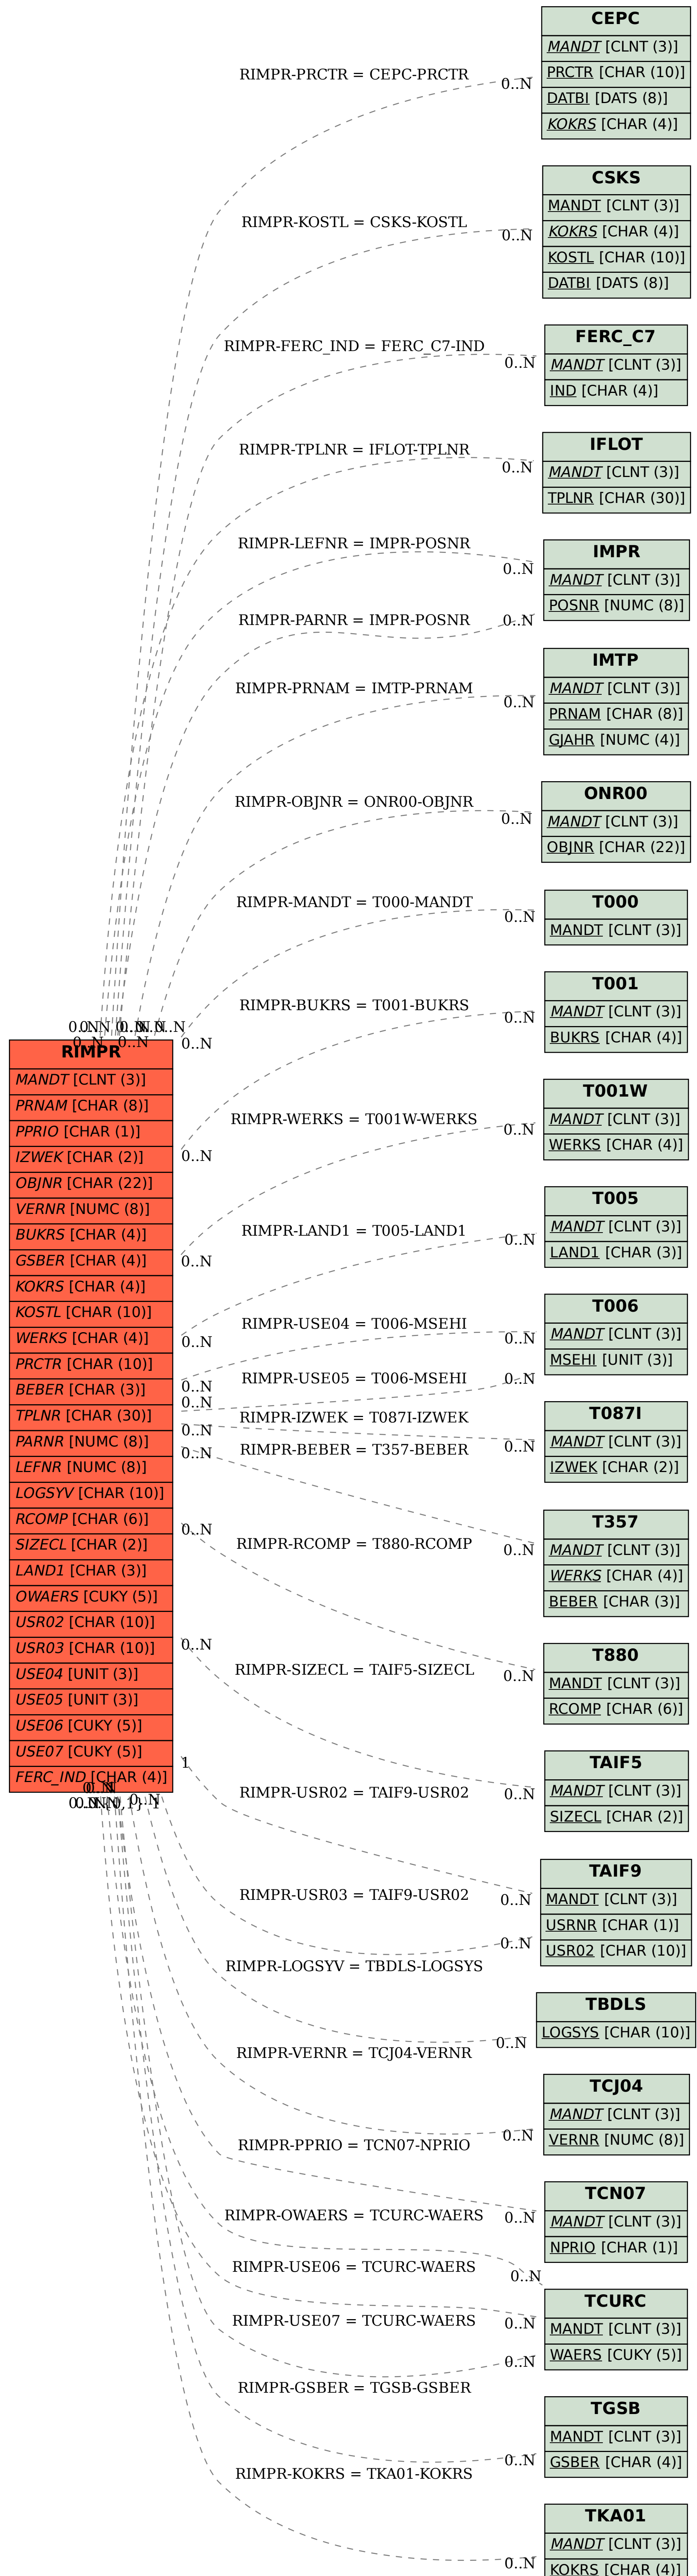 CEPC
MANDT [CLNT (3)]
PRCTR [CHAR (10)]
DATBI [DATS (8)]
KOKRS [CHAR (4)]
RIMPR-PRCTR = CEPC-PRCTR
0..N
CSKS
MANDT [CLNT (3)]
KOKRS [CHAR (4)]
KOSTL [CHAR (10)]
DATBI [DATS (8)]
RIMPR-KOSTL = CSKS-KOSTL
0..N
FERC_C7
MANDT [CLNT (3)]
IND [CHAR (4)]
RIMPR-FERC_IND = FERC_C7-IND
0..N
IFLOT
MANDT [CLNT (3)]
TPLNR [CHAR (30)]
RIMPR-TPLNR = IFLOT-TPLNR
0..N
IMPR
MANDT [CLNT (3)]
POSNR [NUMC (8)]
RIMPR-LEFNR = IMPR-POSNR
0..N
RIMPR-PARNR = IMPR-POSNR
0..N
IMTP
MANDT [CLNT (3)]
PRNAM [CHAR (8)]
GJAHR [NUMC (4)]
RIMPR-PRNAM = IMTP-PRNAM
0..N
ONR00
MANDT [CLNT (3)]
OBJNR [CHAR (22)]
RIMPR-OBJNR = ONR00-OBJNR
0..N
T000
MANDT [CLNT (3)]
RIMPR-MANDT = T000-MANDT
0..N
0..N
T001
MANDT [CLNT (3)]
BUKRS [CHAR (4)]
RIMPR-BUKRS = T001-BUKRS
0..N
0..N
T001W
MANDT [CLNT (3)]
WERKS [CHAR (4)]
RIMPR-WERKS = T001W-WERKS
0..N
0..N
T005
MANDT [CLNT (3)]
LAND1 [CHAR (3)]
RIMPR-LAND1 = T005-LAND1
0..N
0..N
T006
MANDT [CLNT (3)]
MSEHI [UNIT (3)]
RIMPR-USE04 = T006-MSEHI
0..N
0..N
RIMPR-USE05 = T006-MSEHI
0..N
0..N
T087I
MANDT [CLNT (3)]
IZWEK [CHAR (2)]
RIMPR-IZWEK = T087I-IZWEK
0..N
0..N
T357
MANDT [CLNT (3)]
WERKS [CHAR (4)]
BEBER [CHAR (3)]
RIMPR-BEBER = T357-BEBER
0..N
0..N
T880
MANDT [CLNT (3)]
RCOMP [CHAR (6)]
RIMPR-RCOMP = T880-RCOMP
0..N
0..N
TAIF5
MANDT [CLNT (3)]
SIZECL [CHAR (2)]
RIMPR-SIZECL = TAIF5-SIZECL
0..N
0..N
TAIF9
MANDT [CLNT (3)]
USRNR [CHAR (1)]
USR02 [CHAR (10)]
RIMPR-USR02 = TAIF9-USR02
1
0..N
RIMPR-USR03 = TAIF9-USR02
0..N
TBDLS
LOGSYS [CHAR (10)]
RIMPR-LOGSYV = TBDLS-LOGSYS
0..N
TCJ04
MANDT [CLNT (3)]
VERNR [NUMC (8)]
RIMPR-VERNR = TCJ04-VERNR
0..N
TCN07
MANDT [CLNT (3)]
NPRIO [CHAR (1)]
RIMPR-PPRIO = TCN07-NPRIO
0..N
TCURC
MANDT [CLNT (3)]
WAERS [CUKY (5)]
RIMPR-OWAERS = TCURC-WAERS
0..N
RIMPR-USE06 = TCURC-WAERS
0..N
RIMPR-USE07 = TCURC-WAERS
0..N
TGSB
MANDT [CLNT (3)]
GSBER [CHAR (4)]
RIMPR-GSBER = TGSB-GSBER
0..N
TKA01
MANDT [CLNT (3)]
KOKRS [CHAR (4)]
RIMPR-KOKRS = TKA01-KOKRS
0..N
RIMPR
MANDT [CLNT (3)]
PRNAM [CHAR (8)]
PPRIO [CHAR (1)]
IZWEK [CHAR (2)]
OBJNR [CHAR (22)]
VERNR [NUMC (8)]
BUKRS [CHAR (4)]
GSBER [CHAR (4)]
KOKRS [CHAR (4)]
KOSTL [CHAR (10)]
WERKS [CHAR (4)]
PRCTR [CHAR (10)]
BEBER [CHAR (3)]
TPLNR [CHAR (30)]
PARNR [NUMC (8)]
LEFNR [NUMC (8)]
LOGSYV [CHAR (10)]
RCOMP [CHAR (6)]
SIZECL [CHAR (2)]
LAND1 [CHAR (3)]
OWAERS [CUKY (5)]
USR02 [CHAR (10)]
USR03 [CHAR (10)]
USE04 [UNIT (3)]
USE05 [UNIT (3)]
USE06 [CUKY (5)]
USE07 [CUKY (5)]
FERC_IND [CHAR (4)]
0..N